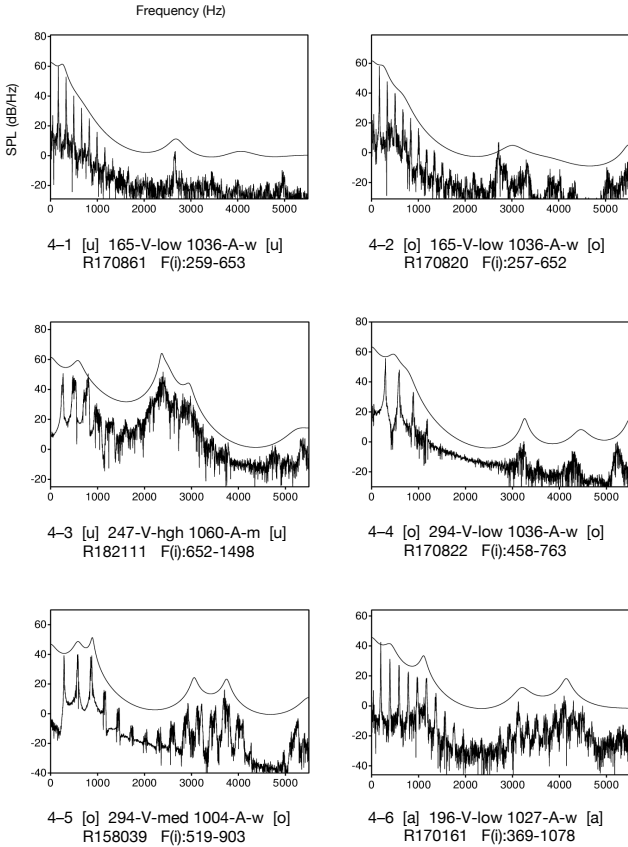 Frequency (Hz)
SPL (dB/Hz)
80
60
40
20
0
-20
0 1000 2000 3000 4000 5000
4–1 [u] 165-V-low 1036-A-w [u]
R170861 F(i):259-653
80
60
40
20
0
-20
0 1000 2000 3000 4000 5000
4–2 [o] 165-V-low 1036-A-w [o]
R170820 F(i):257-652
80
60
40
20
0
-20
0 1000 2000 3000 4000 5000
4–3 [u] 247-V-hgh 1060-A-m [u]
R182111 F(i):652-1498
80
60
40
20
0
-20
0 1000 2000 3000 4000 5000
4–4 [o] 294-V-low 1036-A-w [o]
R170822 F(i):458-763
60
40
20
0
-20
-40
0 1000 2000 3000 4000 5000
4–5 [o] 294-V-med 1004-A-w [o]
R158039 F(i):519-903
60
40
20
0
-20
-40
0 1000 2000 3000 4000 5000
4–6 [a] 196-V-low 1027-A-w [a]
R170161 F(i):369-1078